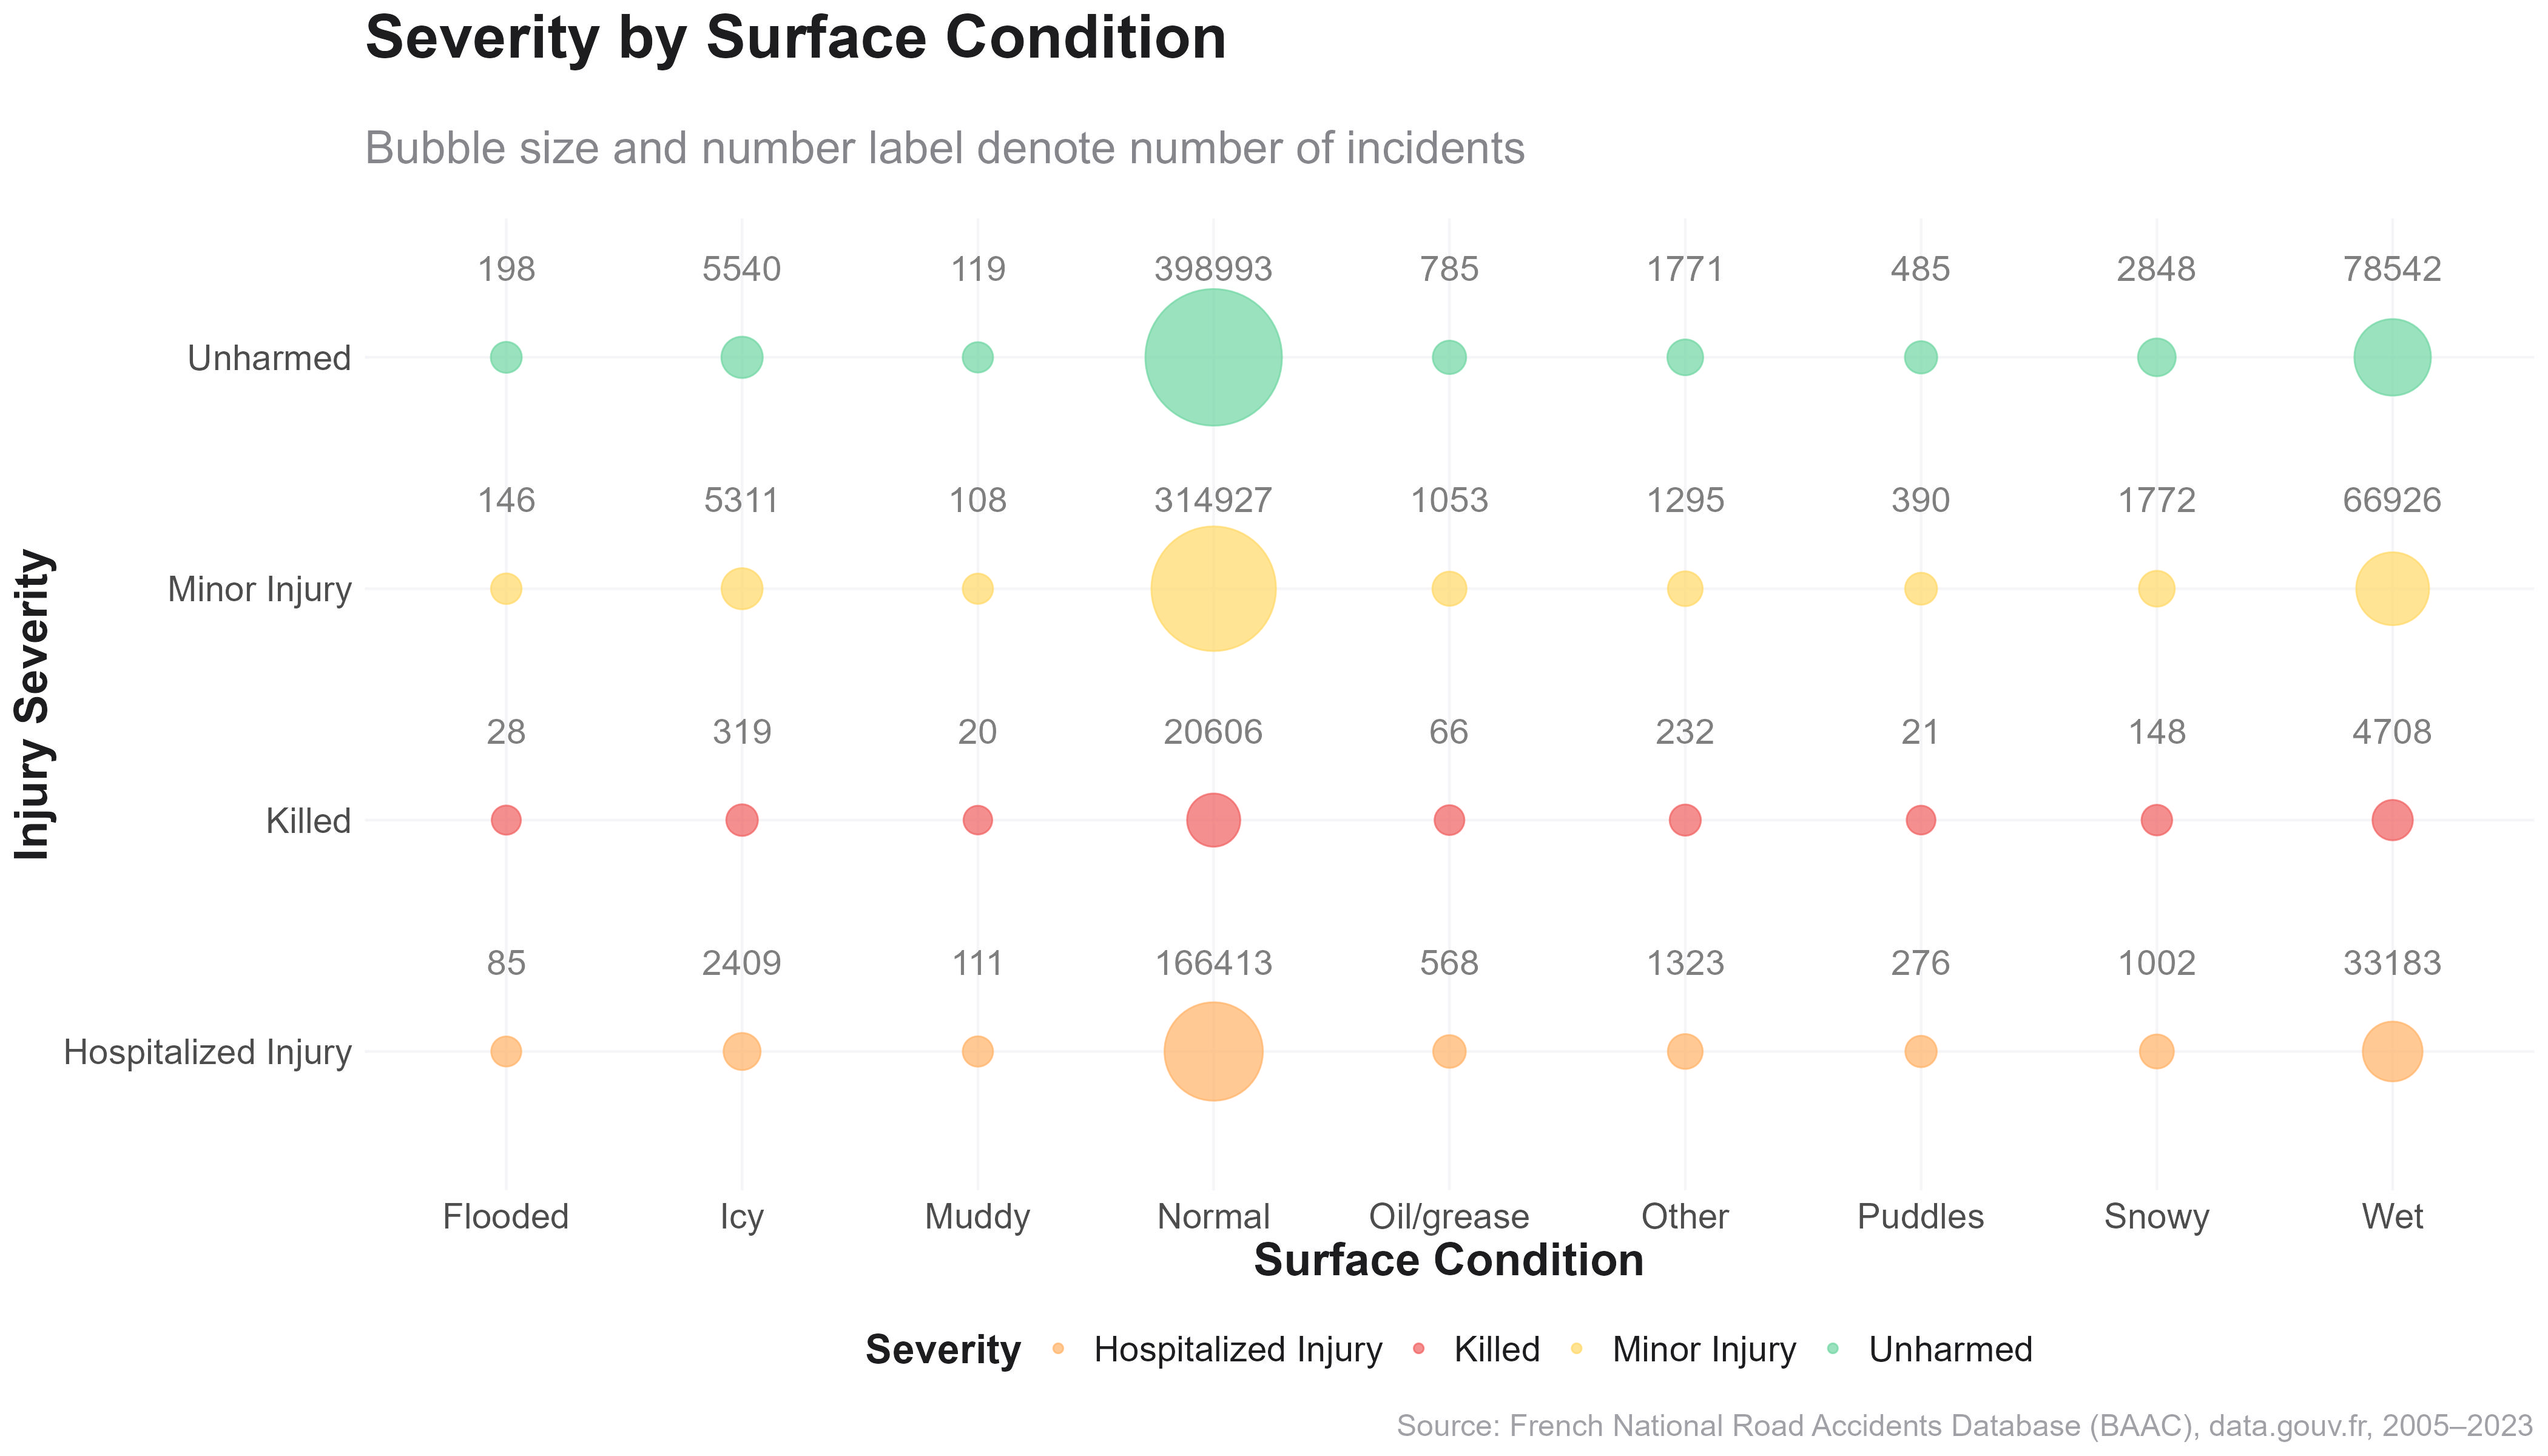 Severity by Surface Condition
Bubble size and number label denote number of incidents
198 5540 119 398993 785 1771 485 2848 78542
Unharmed
146 5311 108 314927 1053 1295 390 1772 66926
Minor Injury
28 319 20 20606 66 232 21 148 4708
Killed
85 2409 111 166413 568 1323 276 1002 33183
Hospitalized Injury
Injury Severity
Flooded Icy Muddy Normal Oil/grease Other Puddles Snowy Wet
Surface Condition
Severity Hospitalized Injury Killed Minor Injury Unharmed
Source: French National Road Accidents Database (BAAC), data.gouv.fr, 2005–2023